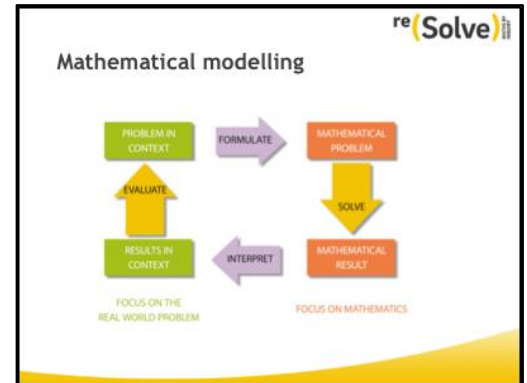 re(Solve)
Mathematical modelling
PROBLEM IN
CONTEXT
FORMULATE
MATHEMATICAL
PROBLEM
EVALUATE
SOLVE
RESULTS IN
CONTEXT
INTERPRET
MATHEMATICAL
RESULT
FOCUS ON THE
REAL WORLD PROBLEM
FOCUS ON MATHEMATICS